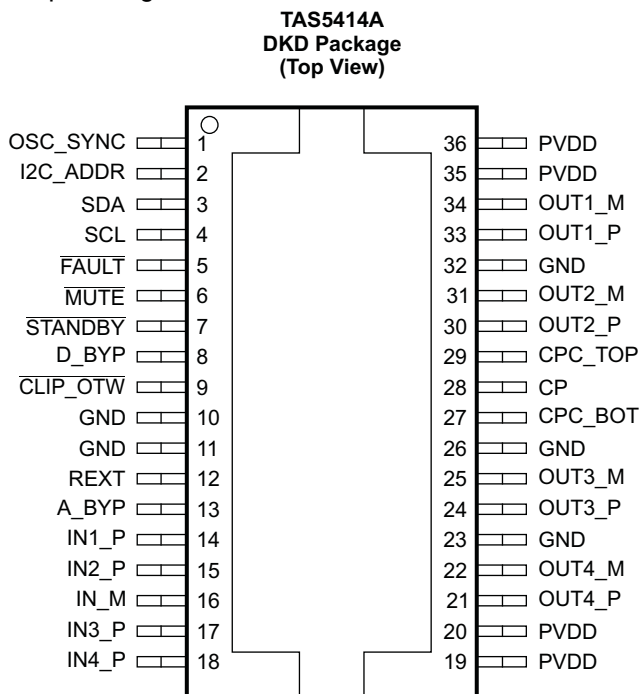 TAS5414A
DKD Package
(Top View)
OSC_SYNC 1 36 PVDD
I2C_ADDR 2 35 PVDD
SDA 3 34 OUT1_M
SCL 4 33 OUT1_P
FAULT 5 32 GND
MUTE 6 31 OUT2_M
STANDBY 7 30 OUT2_P
D_BYP 8 29 CPC_TOP
CLIP_OTW 9 28 CP
GND 10 27 CPC_BOT
GND 11 26 GND
REXT 12 25 OUT3_M
A_BYP 13 24 OUT3_P
IN1_P 14 23 GND
IN2_P 15 22 OUT4_M
IN_M 16 21 OUT4_P
IN3_P 17 20 PVDD
IN4_P 18 19 PVDD